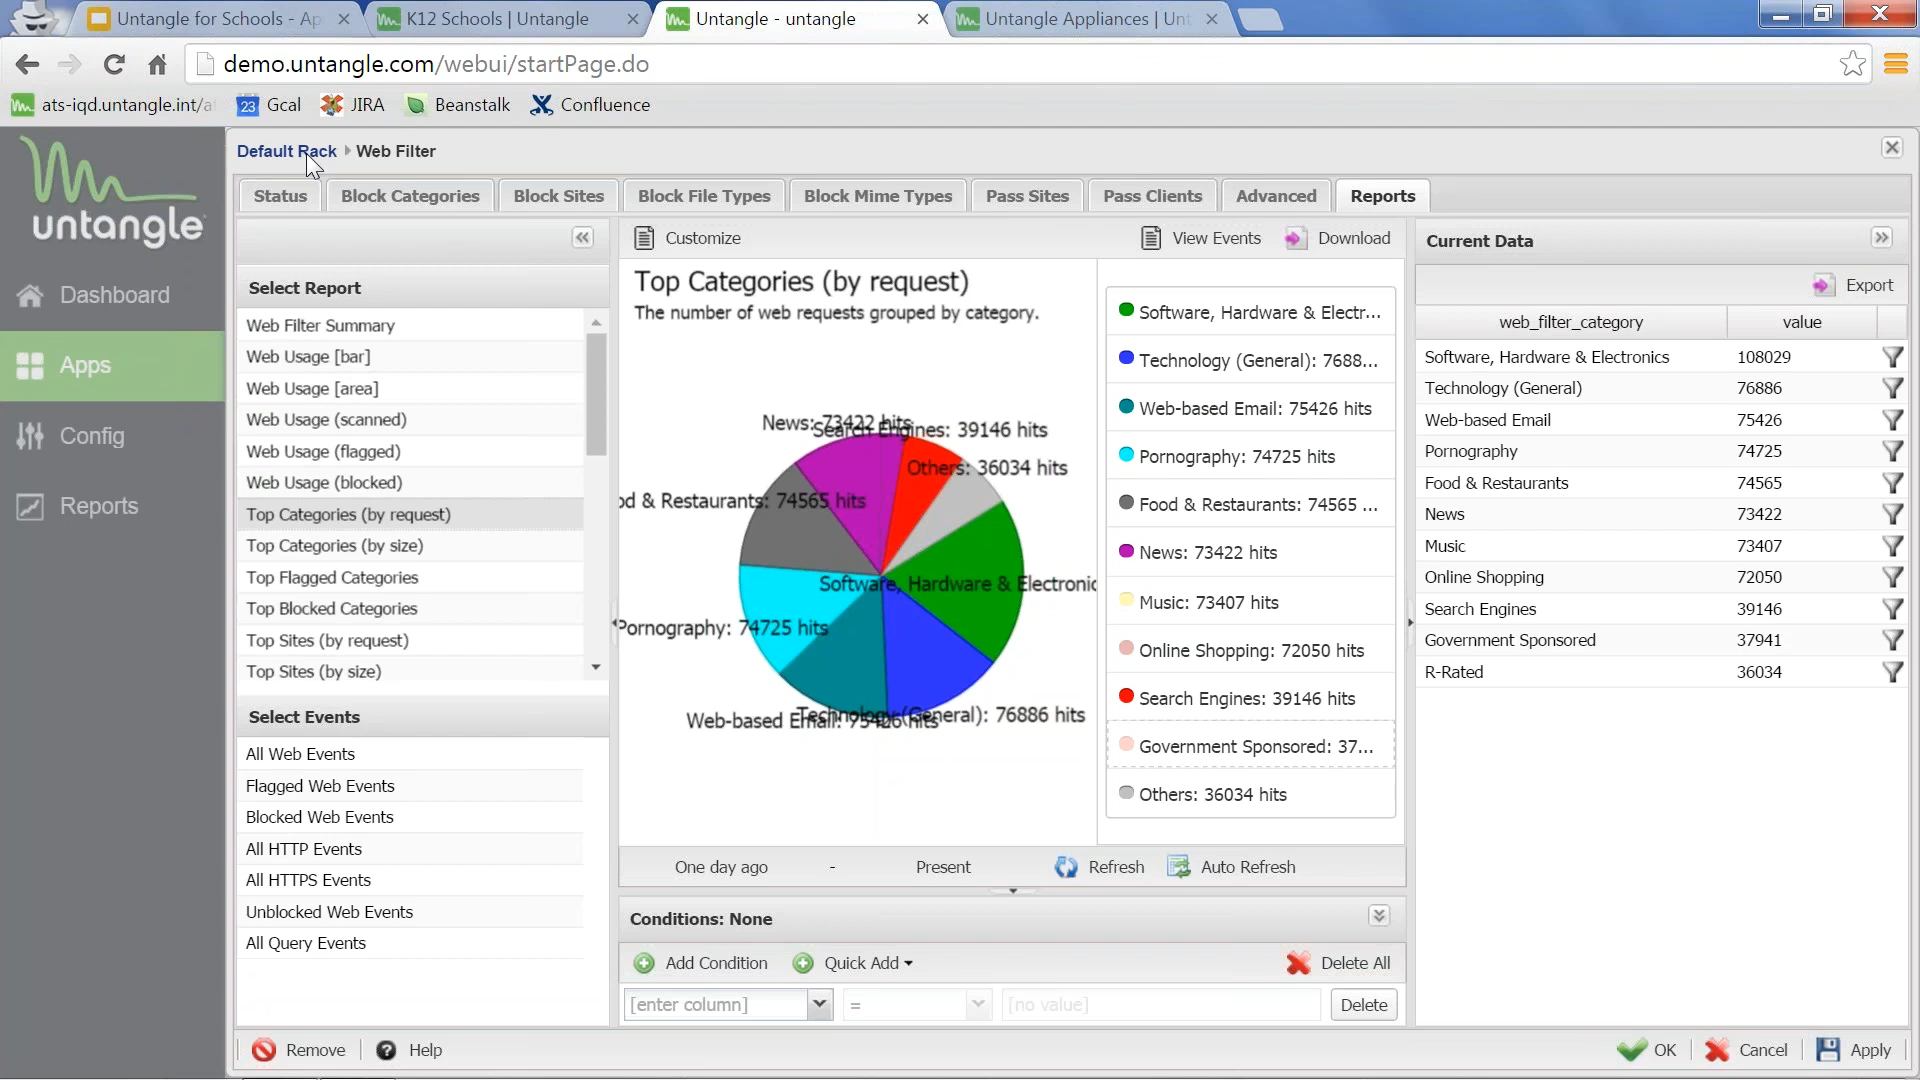 Untangle for Schools - Ap
K12 Schools | Untangle
Untangle - untangle
Untangle Appliances | Unt
demo.untangle.com/webui/startPage.do
ats-iqd.untangle.int/a
23 Gcal
JIRA
Beanstalk
Confluence
untangle
Dashboard
Apps
Config
Reports
Default Rack
Web Filter
Status
Block Categories
Block Sites
Block File Types
Block Mime Types
Pass Sites
Pass Clients
Advanced
Reports
Select Report
Web Filter Summary
Web Usage [bar]
Web Usage [area]
Web Usage (scanned)
Web Usage (flagged)
Web Usage (blocked)
Top Categories (by request)
Top Categories (by size)
Top Flagged Categories
Top Blocked Categories
Top Sites (by request)
Top Sites (by size)
Select Events
All Web Events
Flagged Web Events
Blocked Web Events
All HTTP Events
All HTTPS Events
Unblocked Web Events
All Query Events
Customize
View Events
Download
Top Categories (by request)
The number of web requests grouped by category.
News: 73422 hits
Search Engines: 39146 hits
Others: 36034 hits
od & Restaurants: 74565 hits
Software, Hardware & Electronic
Pornography: 74725 hits
Web-based Email: 75426 hits
Technology (General): 76886 hits
Software, Hardware & Electr...
Technology (General): 7688...
Web-based Email: 75426 hits
Pornography: 74725 hits
Food & Restaurants: 74565 ...
News: 73422 hits
Music: 73407 hits
Online Shopping: 72050 hits
Search Engines: 39146 hits
Government Sponsored: 37...
Others: 36034 hits
One day ago - Present
Refresh
Auto Refresh
Conditions: None
Add Condition
Quick Add
Delete All
[enter column]
=
[no value]
Delete
Current Data
Export
web_filter_category value
Software, Hardware & Electronics 108029
Technology (General) 76886
Web-based Email 75426
Pornography 74725
Food & Restaurants 74565
News 73422
Music 73407
Online Shopping 72050
Search Engines 39146
Government Sponsored 37941
R-Rated 36034
Remove
Help
OK
Cancel
Apply